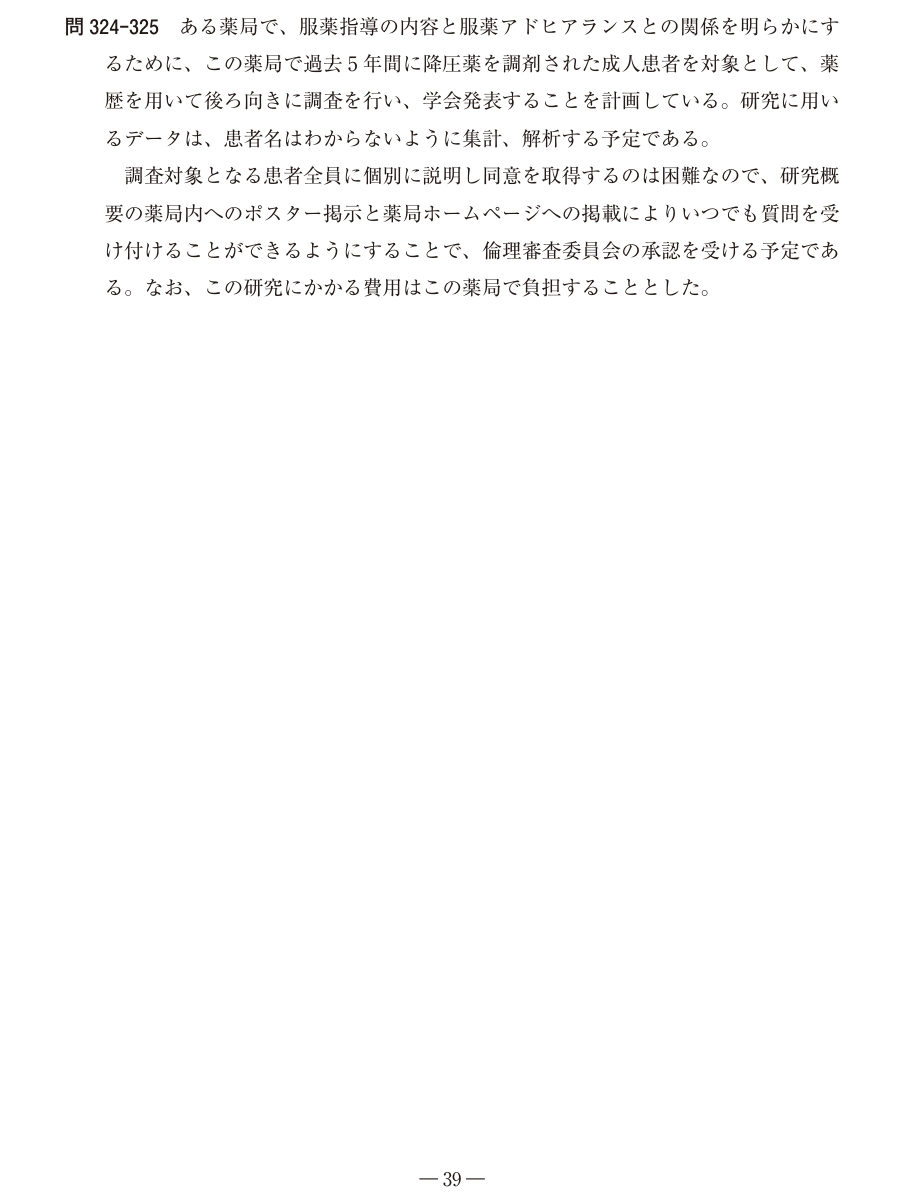 問 324-325　ある薬局で、服薬指導の内容と服薬アドヒアランスとの関係を明らかにす
るために、この薬局で過去５年間に降圧薬を調剤された成人患者を対象として、薬
歴を用いて後ろ向きに調査を行い、学会発表することを計画している。研究に用い
るデータは、患者名はわからないように集計、解析する予定である。
　調査対象となる患者全員に個別に説明し同意を取得するのは困難なので、研究概
要の薬局内へのポスター掲示と薬局ホームページへの掲載によりいつでも質問を受
け付けることができるようにすることで、倫理審査委員会の承認を受ける予定であ
る。なお、この研究にかかる費用はこの薬局で負担することとした。
― 39 ―